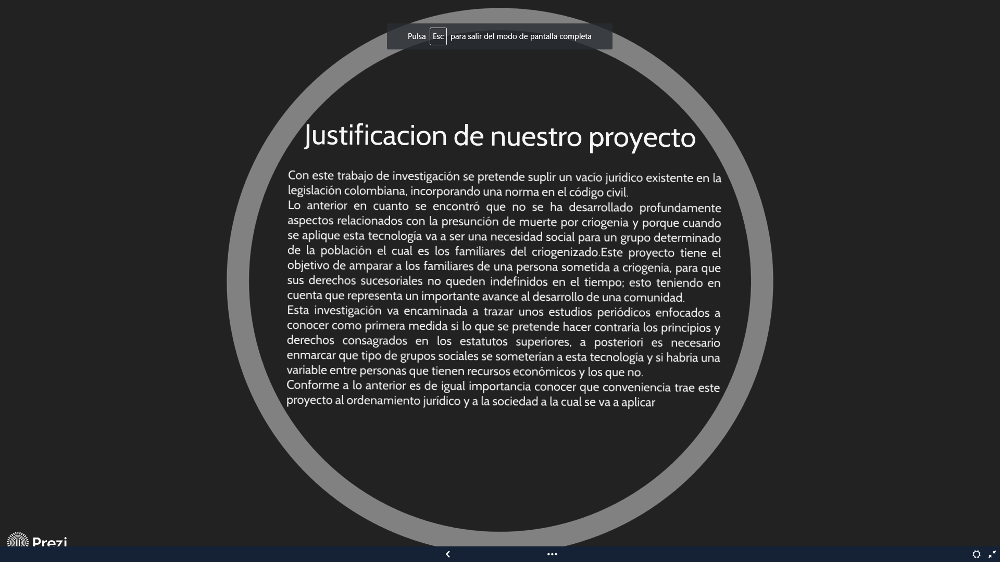 Pulsa Esc para salir del modo de pantalla completa
Justificacion de nuestro proyecto
Con este trabajo de investigación se pretende suplir un vacío jurídico existente en la
legislación colombiana, incorporando una norma en el código civil.
Lo anterior en cuanto se encontró que no se ha desarrollado profundamente
aspectos relacionados con la presunción de muerte por criogenia y porque cuando
se aplique esta tecnología va a ser una necesidad social para un grupo determinado
de la población el cual es los familiares del criogenizado.Este proyecto tiene el
objetivo de amparar a los familiares de una persona sometida a criogenia, para que
sus derechos sucesoriales no queden indefinidos en el tiempo; esto teniendo en
cuenta que representa un importante avance al desarrollo de una comunidad.
Esta investigación va encaminada a trazar unos estudios periódicos enfocados a
conocer como primera medida si lo que se pretende hacer contraria los principios y
derechos consagrados en los estatutos superiores, a posteriori es necesario
enmarcar que tipo de grupos sociales se someterían a esta tecnología y si habría una
variable entre personas que tienen recursos económicos y los que no.
Conforme a lo anterior es de igual importancia conocer que conveniencia trae este
proyecto al ordenamiento jurídico y a la sociedad a la cual se va a aplicar
Prezi